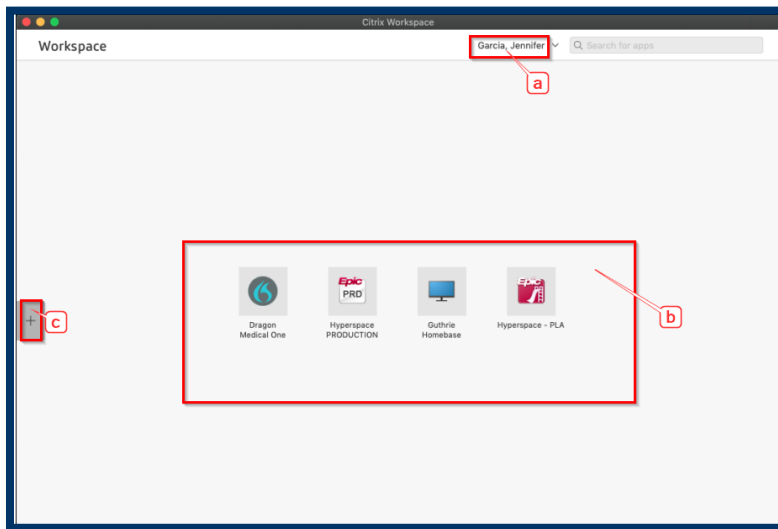 Citrix Workspace
Workspace
Garcia, Jennifer
Search for apps
a
Epic
PRD
Epic
Dragon
Medical One
Hyperspace
PRODUCTION
Guthrie
Homebase
Hyperspace - PLA
b
+
c